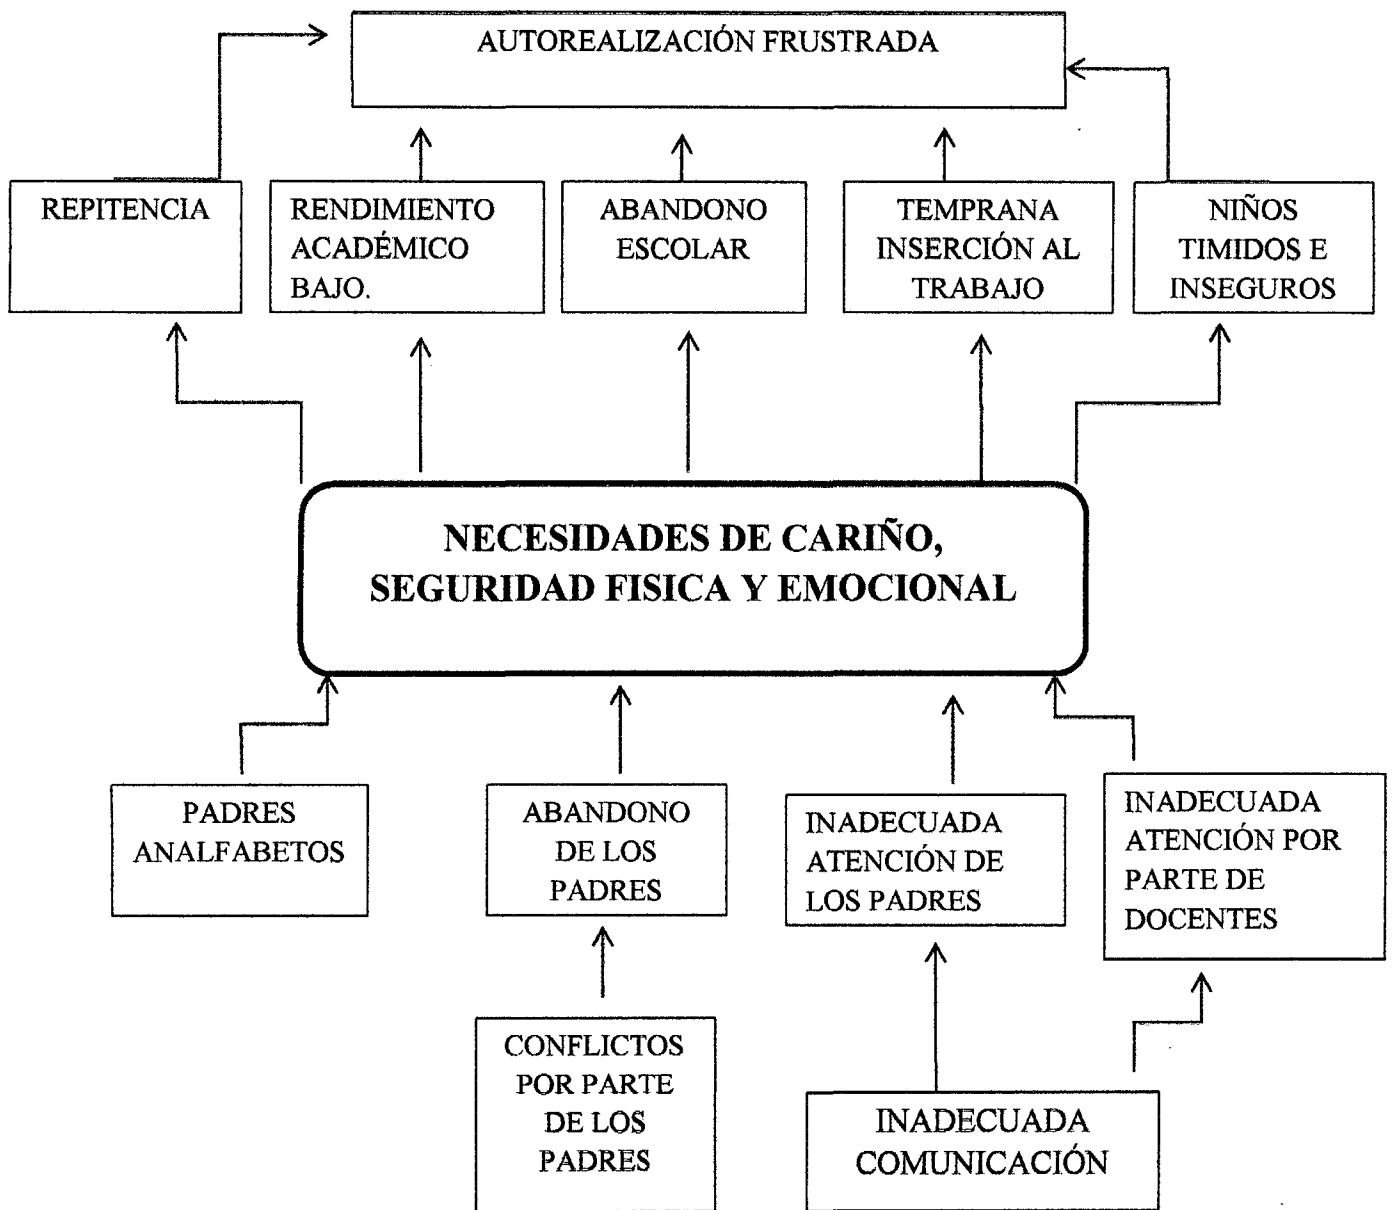 AUTOREALIZACIÓN FRUSTRADA
REPITENCIA
RENDIMIENTO
ACADÉMICO
BAJO.
ABANDONO
ESCOLAR
TEMPRANA
INSERCIÓN AL
TRABAJO
NIÑOS
TIMIDOS E
INSEGUROS
NECESIDADES DE CARIÑO,
SEGURIDAD FISICA Y EMOCIONAL
PADRES
ANALFABETOS
ABANDONO
DE LOS
PADRES
INADECUADA
ATENCIÓN DE
LOS PADRES
INADECUADA
ATENCIÓN POR
PARTE DE
DOCENTES
CONFLICTOS
POR PARTE
DE LOS
PADRES
INADECUADA
COMUNICACIÓN